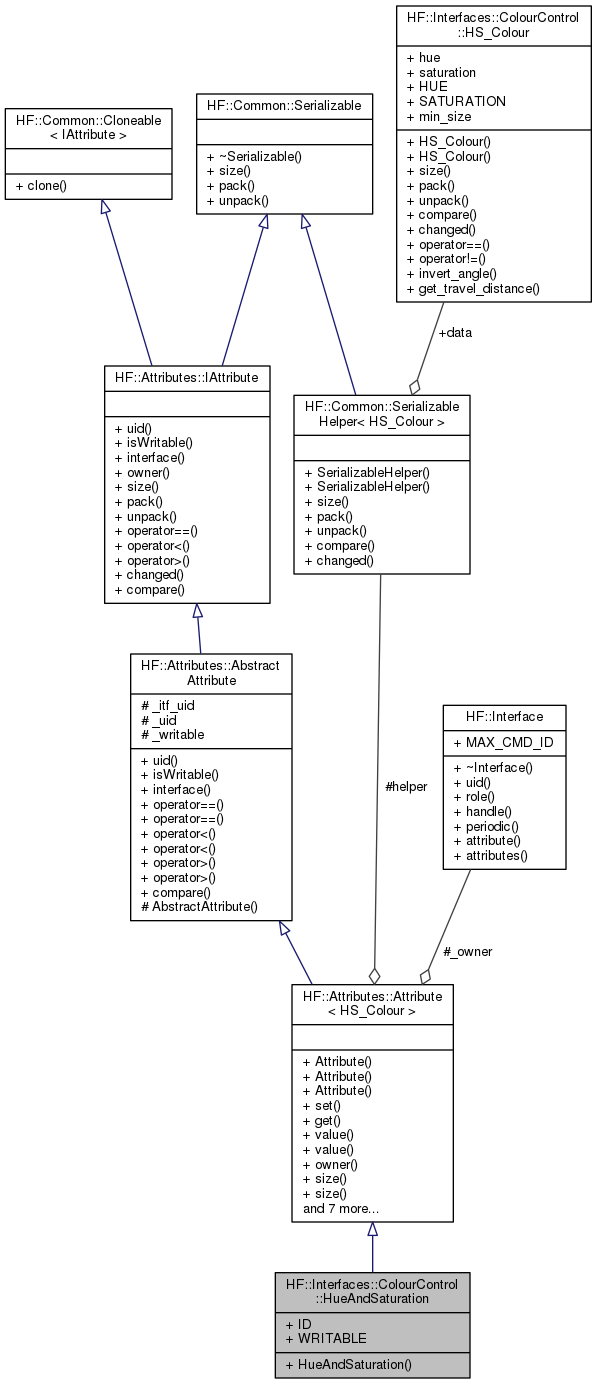 HF::Interfaces::ColourControl
::HS_Colour
+ hue
+ saturation
+ HUE
+ SATURATION
+ min_size
+ HS_Colour()
+ HS_Colour()
+ size()
+ pack()
+ unpack()
+ compare()
+ changed()
+ operator==()
+ operator!=()
+ invert_angle()
+ get_travel_distance()
HF::Common::Serializable
+ ~Serializable()
+ size()
+ pack()
+ unpack()
HF::Common::Cloneable
< IAttribute >
+ clone()
+data
HF::Attributes::IAttribute
+ uid()
+ isWritable()
+ interface()
+ owner()
+ size()
+ pack()
+ unpack()
+ operator==()
+ operator<()
+ operator>()
+ changed()
+ compare()
HF::Common::Serializable
Helper< HS_Colour >
+ SerializableHelper()
+ SerializableHelper()
+ size()
+ pack()
+ unpack()
+ compare()
+ changed()
HF::Attributes::Abstract
Attribute
# _itf_uid
# _uid
# _writable
+ uid()
+ isWritable()
+ interface()
+ operator==()
+ operator==()
+ operator<()
+ operator<()
+ operator>()
+ operator>()
+ compare()
# AbstractAttribute()
HF::Interface
+ MAX_CMD_ID
+ ~Interface()
+ uid()
+ role()
+ handle()
+ periodic()
+ attribute()
+ attributes()
#helper
#_owner
HF::Attributes::Attribute
< HS_Colour >
+ Attribute()
+ Attribute()
+ Attribute()
+ set()
+ get()
+ value()
+ value()
+ owner()
+ size()
+ size()
and 7 more...
HF::Interfaces::ColourControl
::HueAndSaturation
+ ID
+ WRITABLE
+ HueAndSaturation()